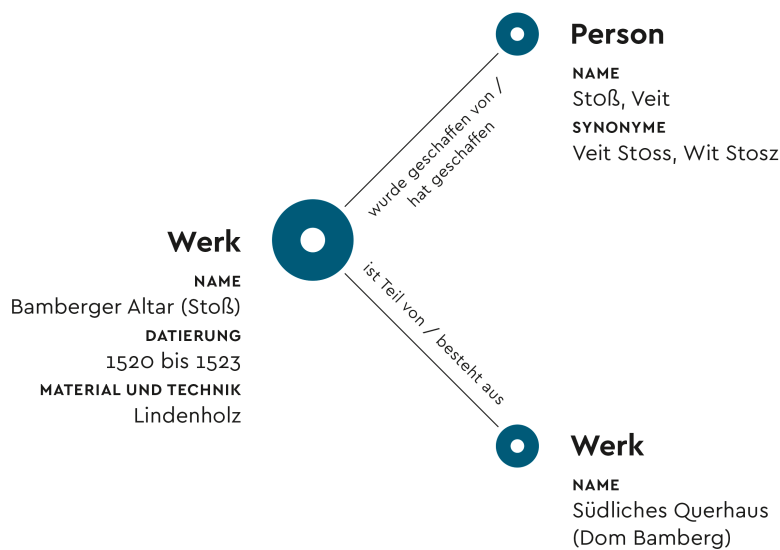 Person
NAME
Stoß, Veit
SYNONYME
Veit Stoss, Wit Stosz
wurde geschaffen von /
hat geschaffen
Werk
NAME
Bamberger Altar (Stoß)
DATIERUNG
1520 bis 1523
MATERIAL UND TECHNIK
Lindenholz
ist Teil von / besteht aus
Werk
NAME
Südliches Querhaus
(Dom Bamberg)